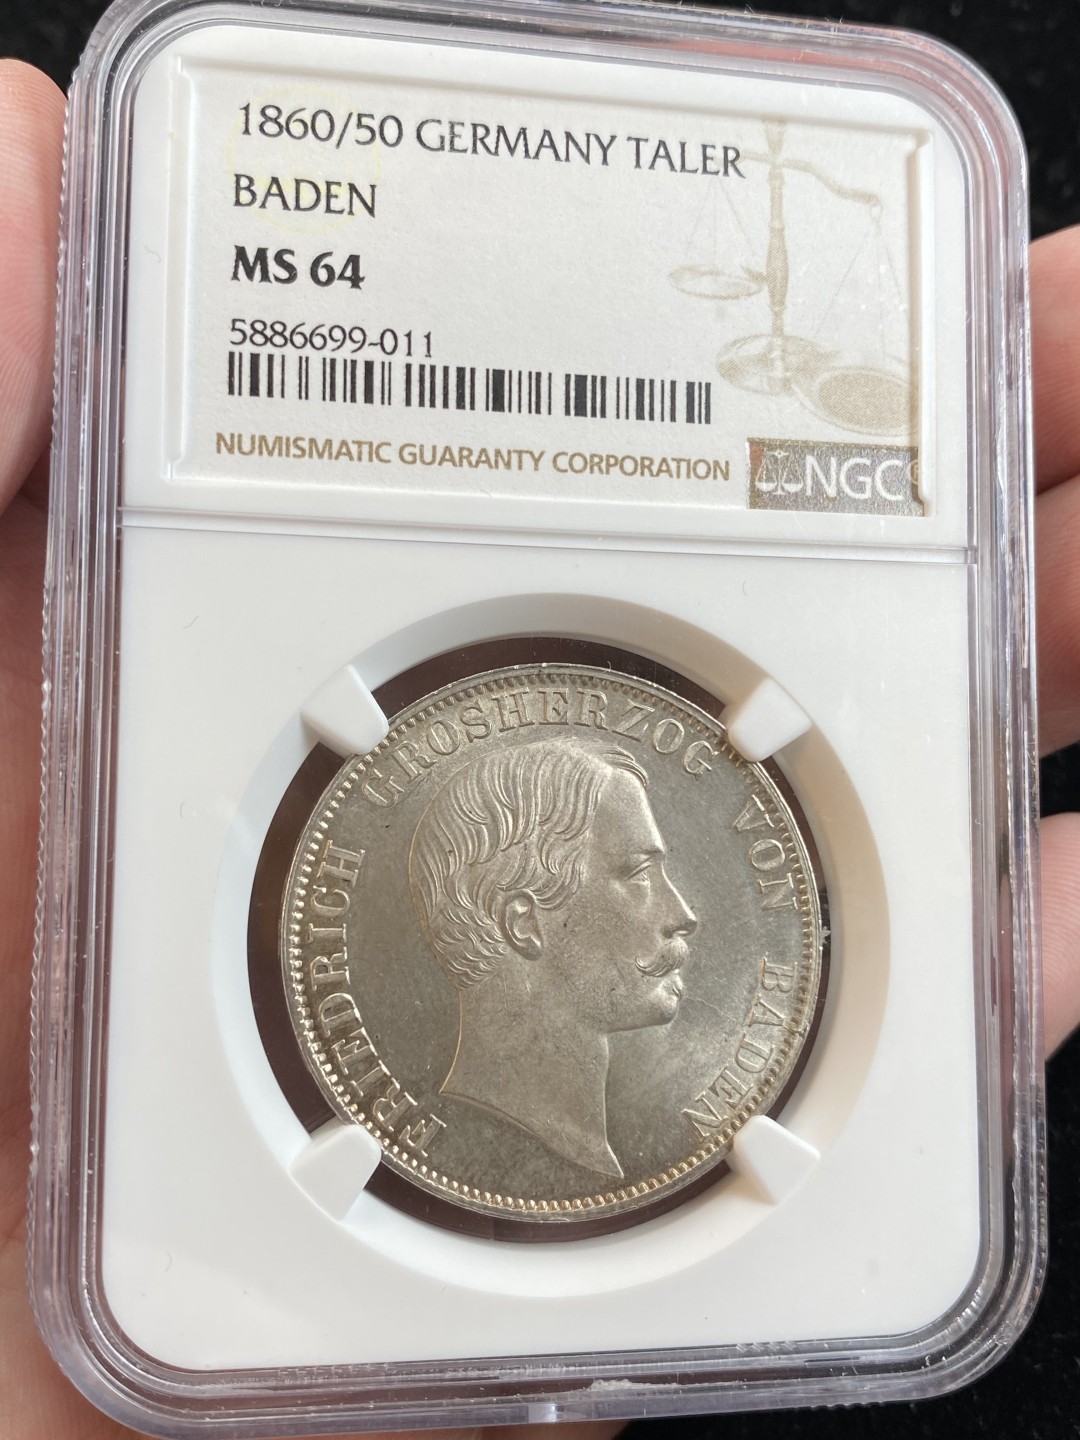 1860/50 GERMANY TALER
BADEN
MS 64
5886699-011
NUMISMATIC GUARANTY CORPORATION
NGC
FRIEDRICH GROSHERZOG VON BADEN